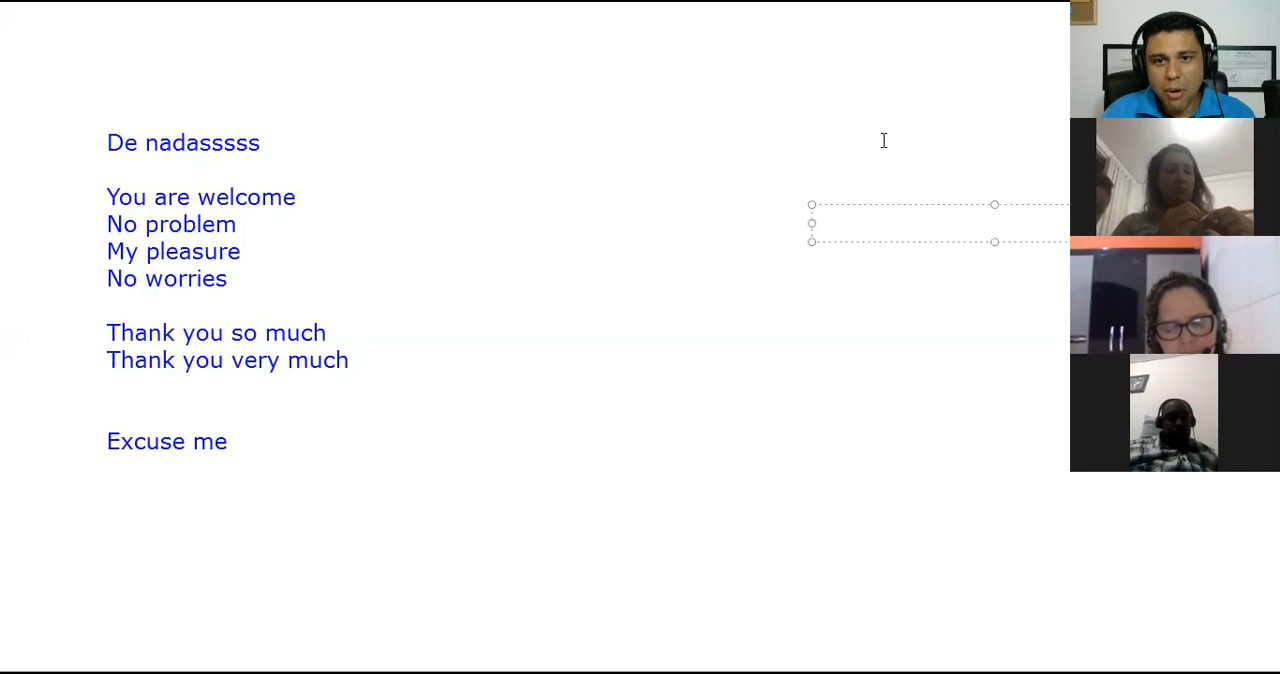 De nadasssss
You are welcome
No problem
My pleasure
No worries
Thank you so much
Thank you very much
Excuse me